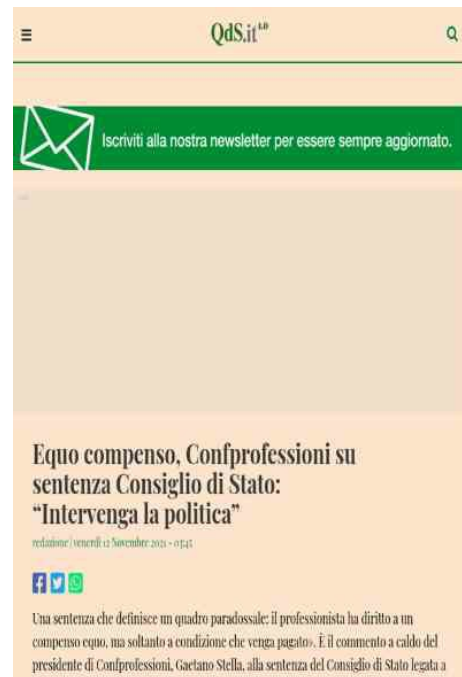 QdS.it
Iscriviti alla nostra newsletter per essere sempre aggiornato.
Equo compenso, Confprofessioni su
sentenza Consiglio di Stato:
“Intervenga la politica”
redazione | venerdì 12 Novembre 2021 - 03:45
Una sentenza che definisce un quadro paradossale: il professionista ha diritto a un
compenso equo, ma soltanto a condizione che venga pagato». È il commento a caldo del
presidente di Confprofessioni, Gaetano Stella, alla sentenza del Consiglio di Stato legata a